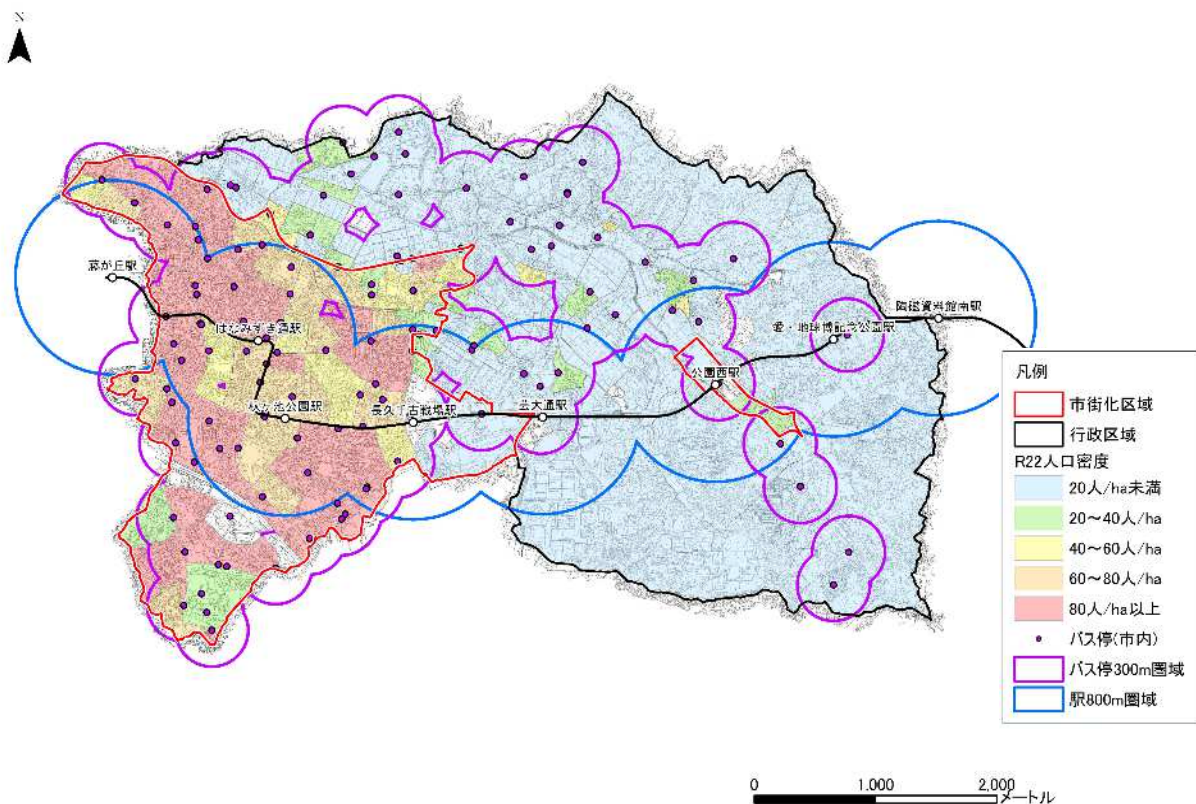 N
藤が丘駅
はなみずき通駅
杁ヶ池公園駅
長久手古戦場駅
芸大通駅
公園西駅
愛・地球博記念公園駅
陶磁資料館南駅
凡例
市街化区域
行政区域
R22人口密度
20人/ha未満
20～40人/ha
40～60人/ha
60～80人/ha
80人/ha以上
バス停(市内)
バス停300m圏域
駅800m圏域
0 1,000 2,000
メートル